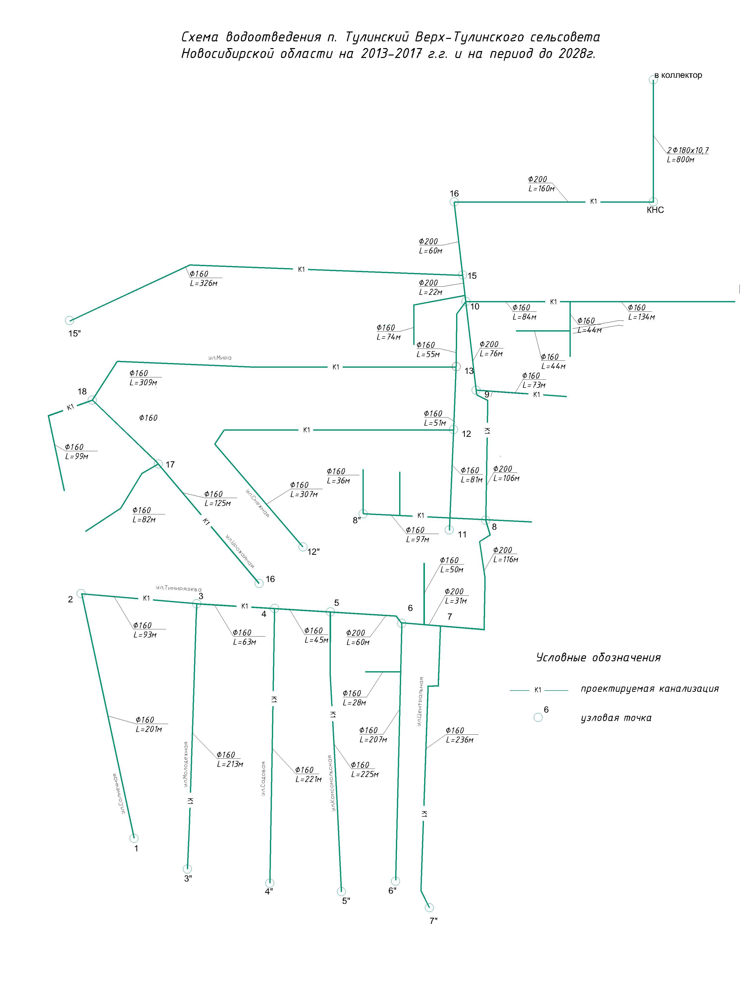 Схема водоотведения п. Тулинский Верх-Тулинского сельсовета
Новосибирской области на 2013-2017 г.г. и на период до 2028г.
в коллектор
2Ф180х10,7
L=800м
Ф200
L=160м
16
К1
КНС
Ф200
L=60м
К1
15
Ф160
L=326м
Ф200
L=22м
15"
10
К1
Ф160
L=84м
Ф160
L=134м
Ф160
L=44м
Ф160
L=74м
Ф160
L=55м
Ф200
L=76м
Ф160
L=44м
ул.Мира
К1
13
Ф160
L=309м
Ф160
L=73м
18
9
К1
К1
Ф160
Ф160
L=51м
К1
12
К1
Ф160
L=99м
17
Ф160
L=36м
Ф160
L=81м
Ф200
L=106м
Ф160
L=307м
ул.Снежная
Ф160
L=125м
Ф160
L=82м
К1
8"
К1
8
Ф160
L=97м
11
ул.Урожайная
12"
Ф200
L=116м
Ф160
L=50м
16
ул.Тимирязева
2
К1
3
К1
4
5
6
7
Ф200
L=31м
Ф160
L=93м
Ф160
L=63м
Ф160
L=45м
Ф200
L=60м
Условные обозначения
К1
проектируемая канализация
6
узловая точка
Ф160
L=28м
К1
К1
ул.Центральная
Ф160
L=201м
Ф160
L=207м
Ф160
L=236м
ул.Молодежная
Ф160
L=213м
ул.Садовая
Ф160
L=221м
ул.Комсомольская
Ф160
L=225м
ул.Солнечная
К1
К1
1
3"
4"
5"
6"
7"